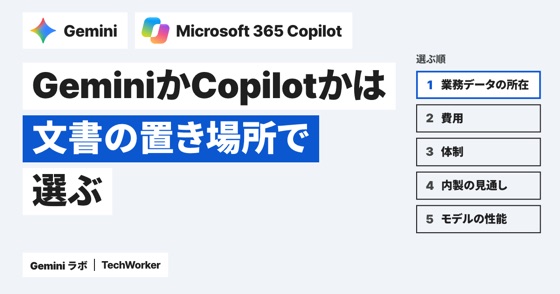 Gemini
Microsoft 365 Copilot
GeminiかCopilotかは
文書の置き場所で
選ぶ
選ぶ順
1 業務データの所在
2 費用
3 体制
4 内製の見通し
5 モデルの性能
Gemini ラボ | TechWorker